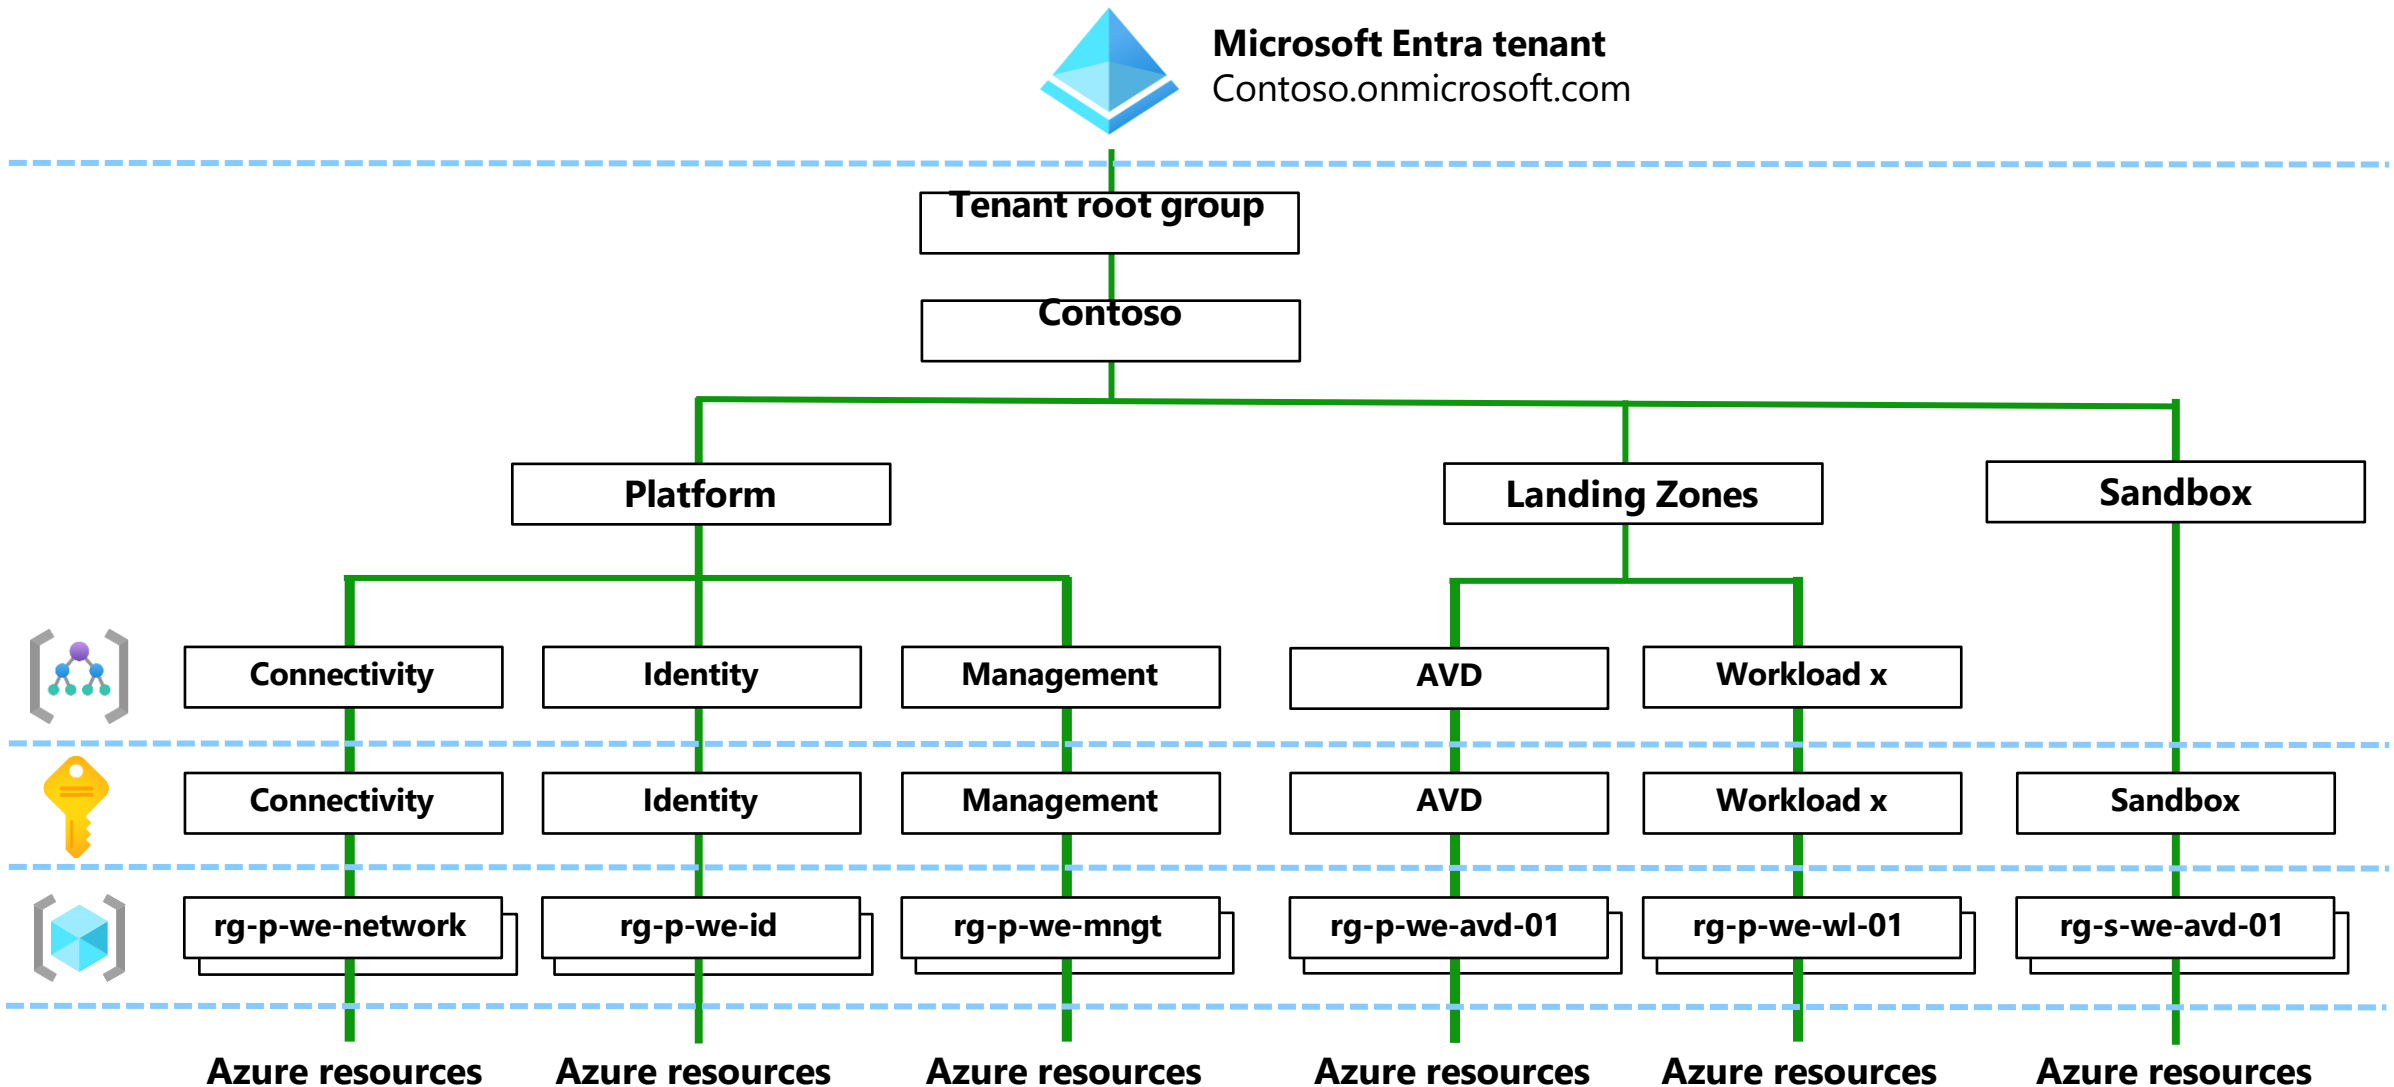 Microsoft Entra tenant
Contoso.onmicrosoft.com
Tenant root group
Contoso
Platform
Landing Zones
Sandbox
Connectivity
Identity
Management
AVD
Workload x
Connectivity
Identity
Management
AVD
Workload x
Sandbox
rg-p-we-network
rg-p-we-id
rg-p-we-mngt
rg-p-we-avd-01
rg-p-we-wl-01
rg-s-we-avd-01
Azure resources
Azure resources
Azure resources
Azure resources
Azure resources
Azure resources